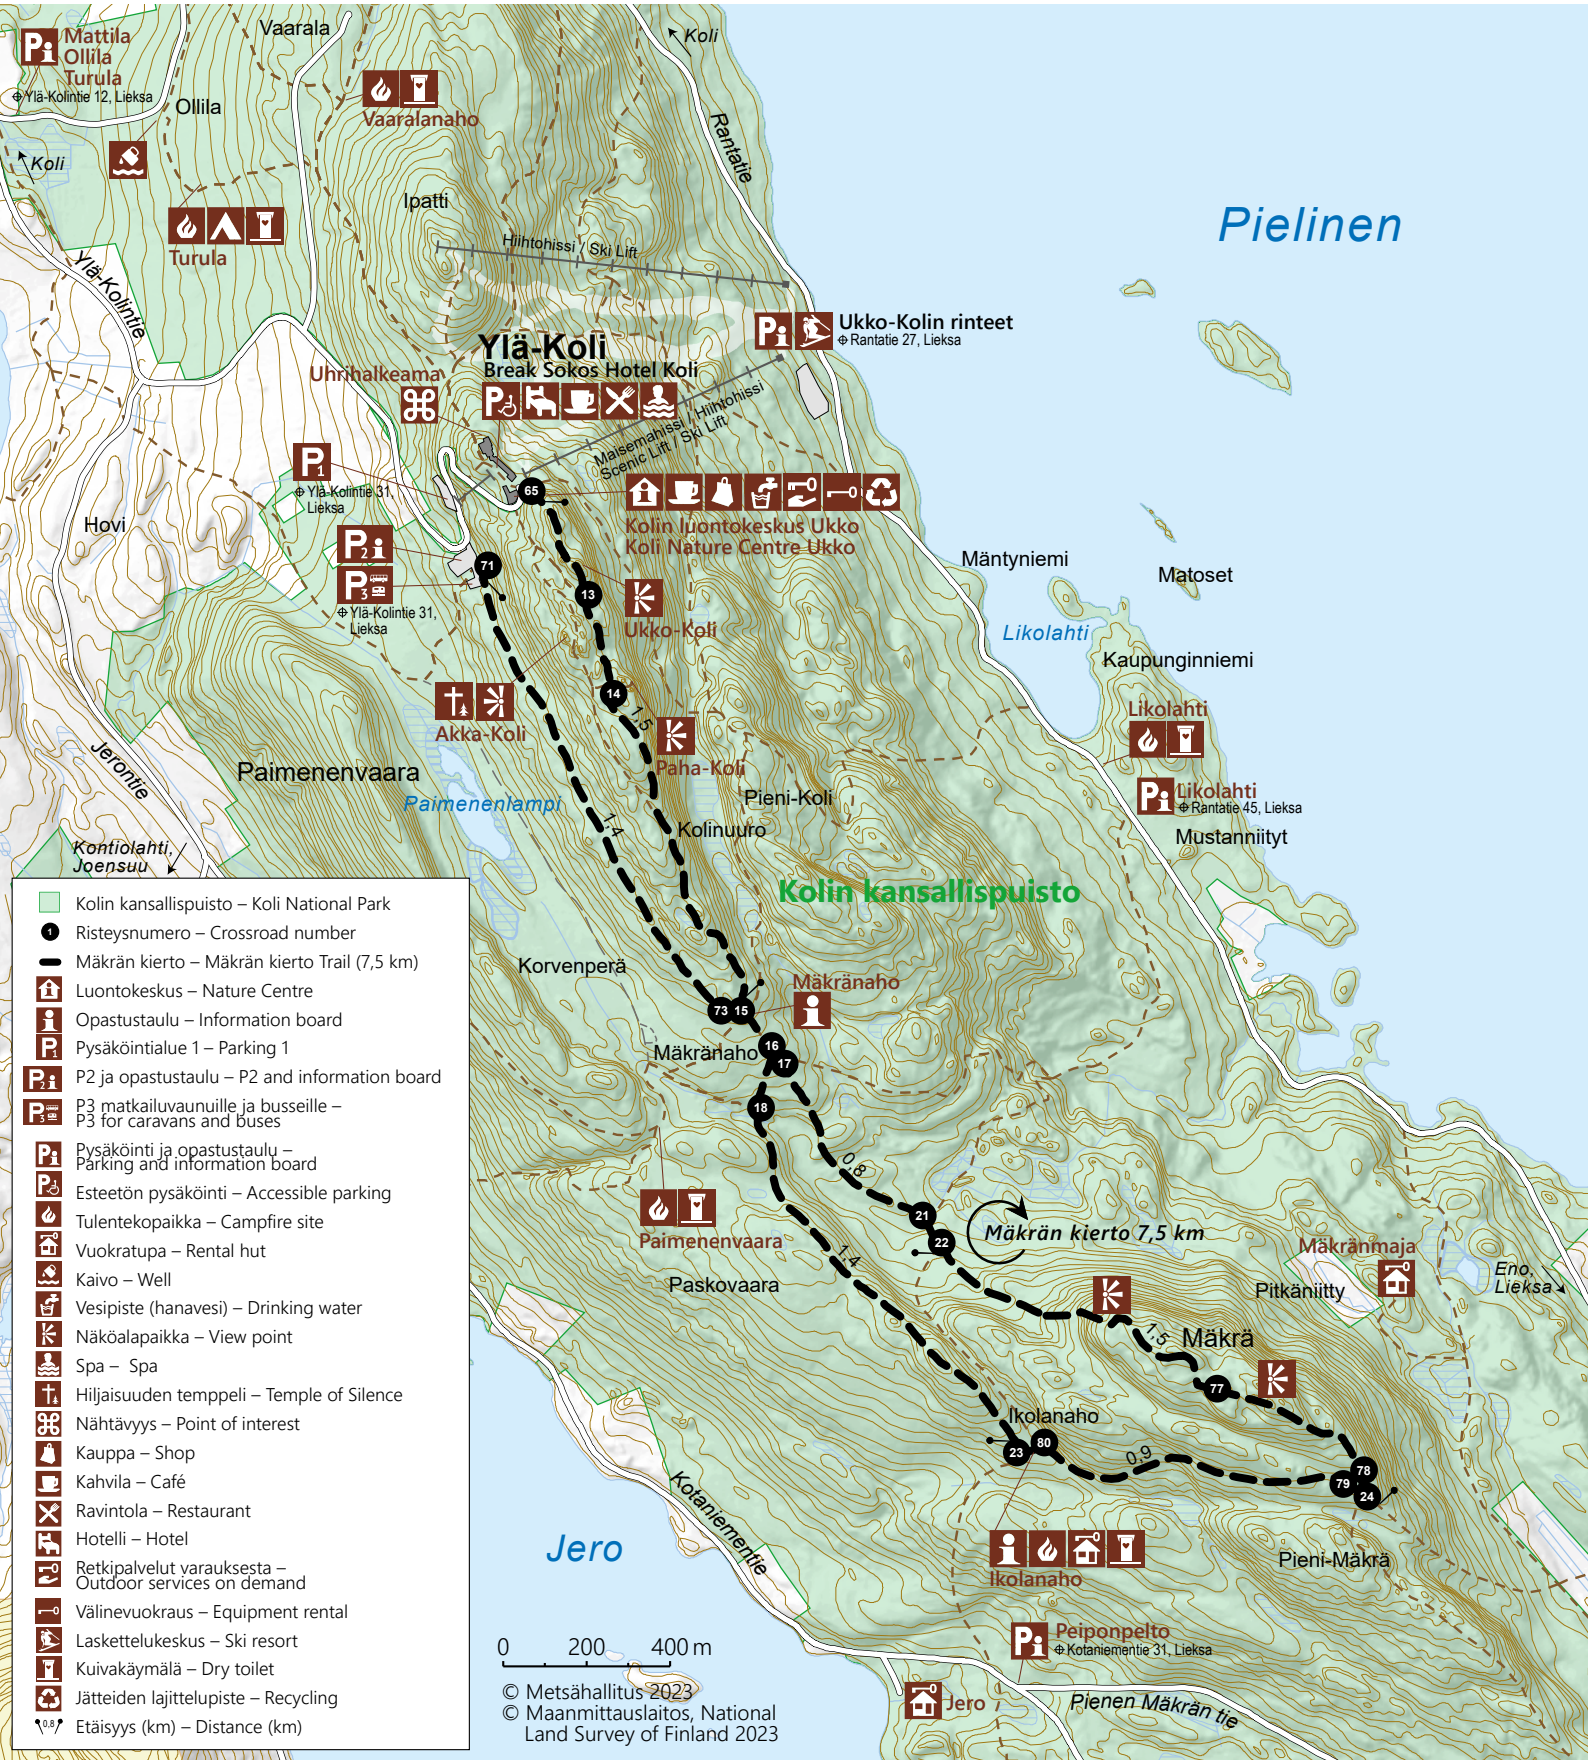 Mattila
Ollila
Turula
Ylä-Kolintie 12, Lieksa
Vaarala
Ollila
Koli
Koli
Rantatie
Vaaralanaho
Ipatti
Turula
Ylä-Kolintie
Hiihtohissi / Ski Lift
Pielinen
Ukko-Kolin rinteet
Rantatie 27, Lieksa
Ylä-Koli
Break Sokos Hotel Koli
Uhrihalkeama
Maisemahissi / Hiihtohissi
Scenic Lift / Ski Lift
P1
Ylä-Kolintie 31,
Lieksa
65
Kolin luontokeskus Ukko
Koli Nature Centre Ukko
Hovi
P2
P3
Ylä-Kolintie 31,
Lieksa
71
13
Ukko-Koli
Mäntyniemi
Matoset
Likolahti
Kaupunginniemi
14
1,5
Akka-Koli
Paha-Koli
Likolahti
Likolahti
Rantatie 45, Lieksa
Mustanniityt
Jerontie
Paimenenvaara
Paimenenlampi
Pieni-Koli
1,4
Kolinuuro
Kontiolahti,
Joensuu
Kolin kansallispuisto
Korvenperä
Mäkränaho
73
15
16
17
Mäkränaho
18
0,8
Paimenenvaara
21
22
Mäkrän kierto 7,5 km
1,4
Paskovaara
Mäkränmaja
Pitkäniitty
Eno,
Lieksa
Mäkrä
1,5
77
Ikolanaho
23
80
0,9
78
79
24
Pieni-Mäkrä
Ikolanaho
Kotaniementie
Jero
Peiponpelto
Kotaniementie 31, Lieksa
Jero
Pienen Mäkrän tie
Kolin kansallispuisto – Koli National Park
1
Risteysnumero – Crossroad number
Mäkrän kierto – Mäkrän kierto Trail (7,5 km)
Luontokeskus – Nature Centre
Opastustaulu – Information board
P1
Pysäköintialue 1 – Parking 1
P2
P2 ja opastustaulu – P2 and information board
P3
P3 matkailuvaunuille ja busseille –
P3 for caravans and buses
Pysäköinti ja opastustaulu –
Parking and information board
Esteetön pysäköinti – Accessible parking
Tulentekopaikka – Campfire site
Vuokratupa – Rental hut
Kaivo – Well
Vesipiste (hanavesi) – Drinking water
Näköalapaikka – View point
Spa – Spa
Hiljaisuuden temppeli – Temple of Silence
Nähtävyys – Point of interest
Kauppa – Shop
Kahvila – Café
Ravintola – Restaurant
Hotelli – Hotel
Retkipalvelut varauksesta –
Outdoor services on demand
Välinevuokraus – Equipment rental
Laskettelukeskus – Ski resort
Kuivakäymälä – Dry toilet
Jätteiden lajittelupiste – Recycling
0,8
Etäisyys (km) – Distance (km)
0 200 400 m
© Metsähallitus 2023
© Maanmittauslaitos, National
Land Survey of Finland 2023